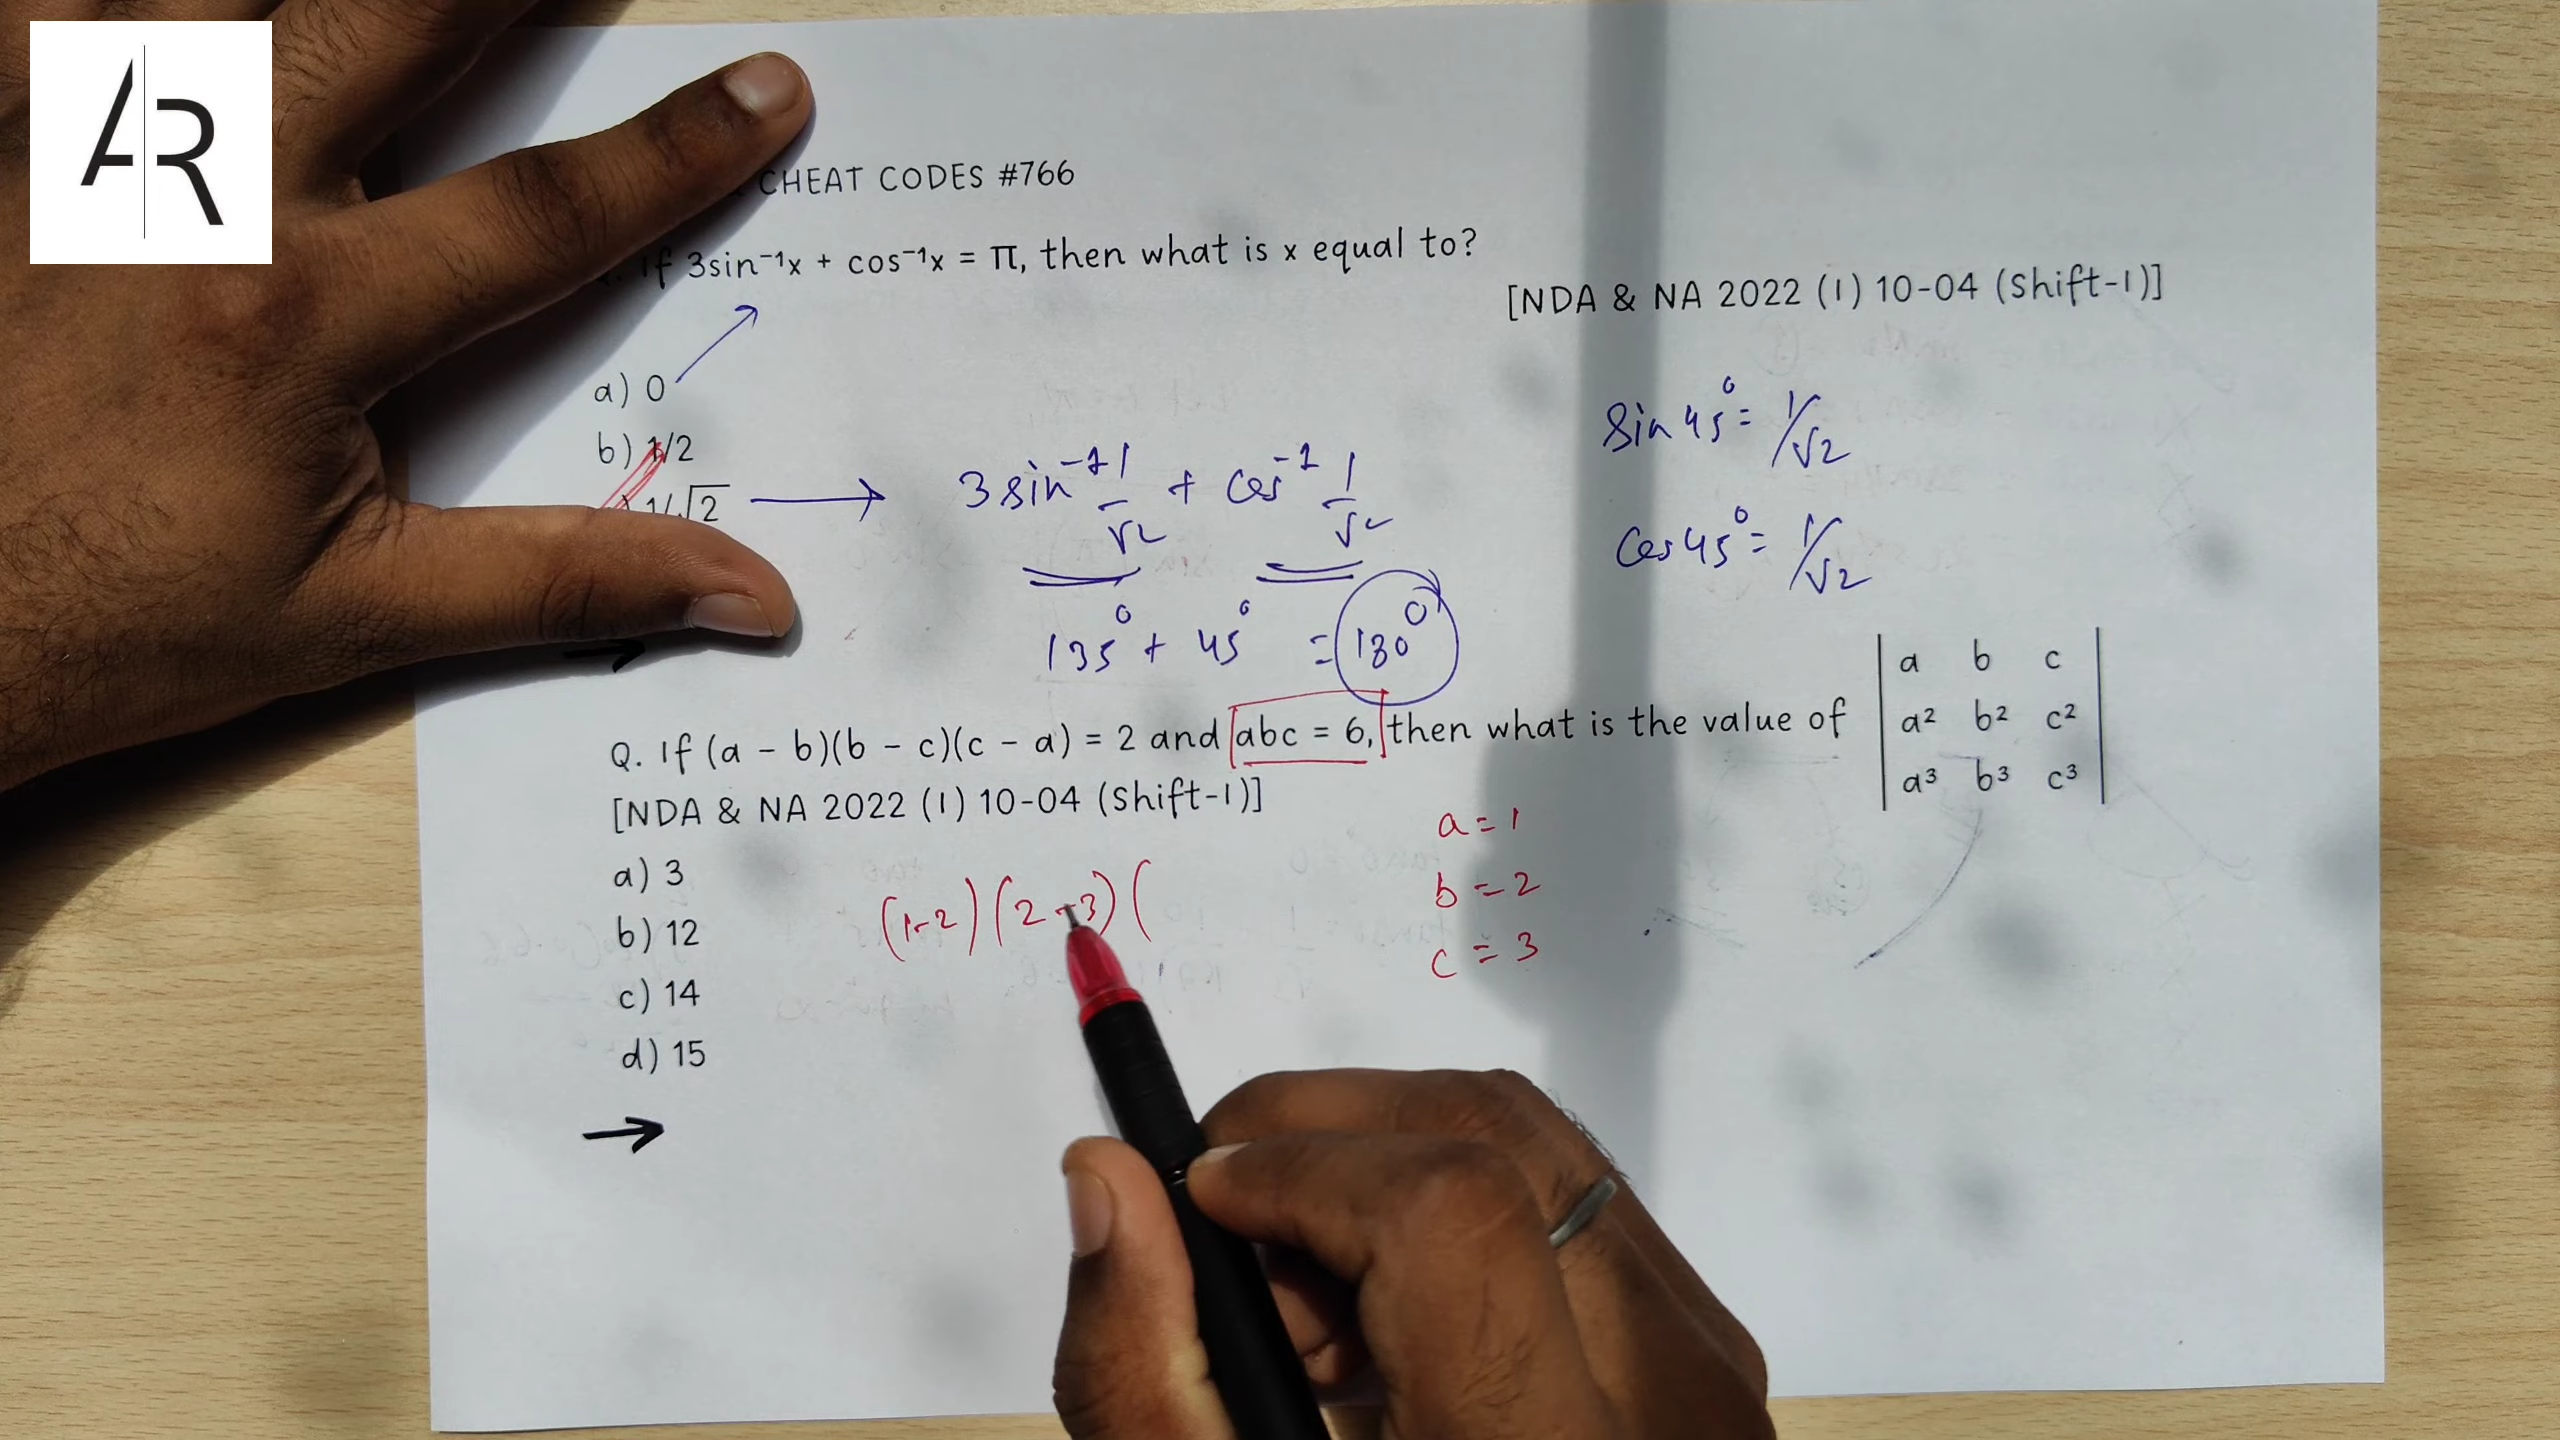 AR
CHEAT CODES #766
If 3sin⁻¹x + cos⁻¹x = π, then what is x equal to?
[NDA & NA 2022 (1) 10-04 (Shift-1)]
a) 0
b) 1/2
1/√2
3 sin⁻¹ 1/√2 + cos⁻¹ 1/√2
135° + 45° = 180°
sin 45° = 1/√2
cos 45° = 1/√2
Q. If (a - b)(b - c)(c - a) = 2 and abc = 6, then what is the value of
a b c
a² b² c²
a³ b³ c³
[NDA & NA 2022 (1) 10-04 (Shift-1)]
a) 3
b) 12
c) 14
d) 15
(1-2) (2-3) (
a = 1
b = 2
c = 3